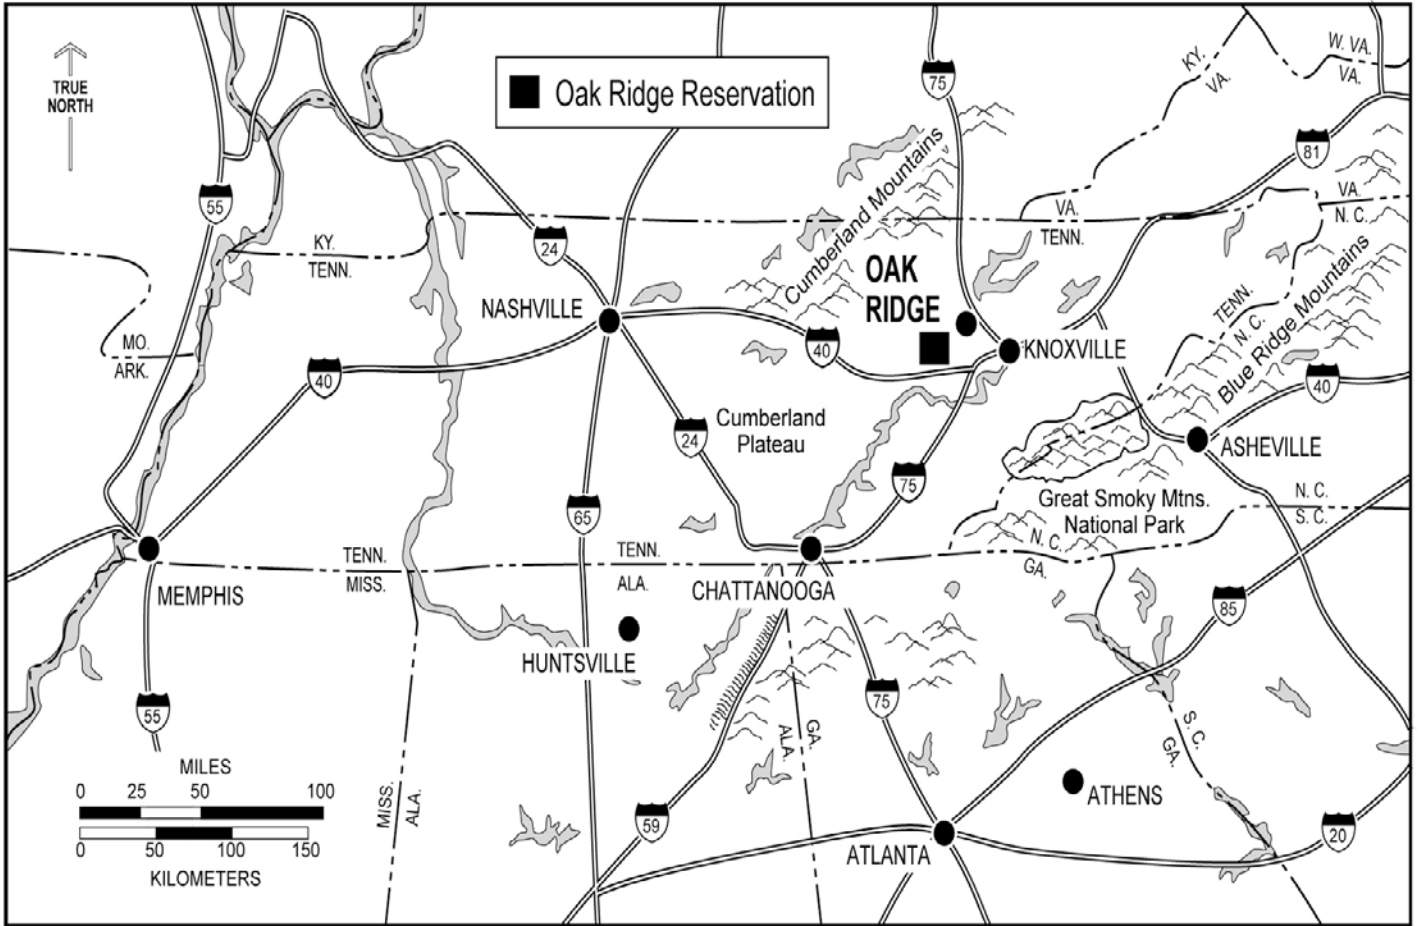 TRUE
NORTH
Oak Ridge Reservation
75
KY.
VA.
W. VA.
VA.
81
55
Cumberland Mountains
VA.
TENN.
VA.
N. C.
KY.
TENN.
24
OAK
RIDGE
NASHVILLE
TENN.
N. C.
Blue Ridge Mountains
MO.
ARK.
40
40
KNOXVILLE
40
Cumberland
Plateau
24
ASHEVILLE
75
Great Smoky Mtns.
National Park
N. C.
S. C.
65
N. C.
GA.
TENN.
MISS.
TENN.
ALA.
MEMPHIS
CHATTANOOGA
85
HUNTSVILLE
55
75
GA.
ALA.
S. C.
GA.
MILES
0 25 50 100
0 50 100 150
KILOMETERS
MISS.
ALA.
59
ATHENS
ATLANTA
20